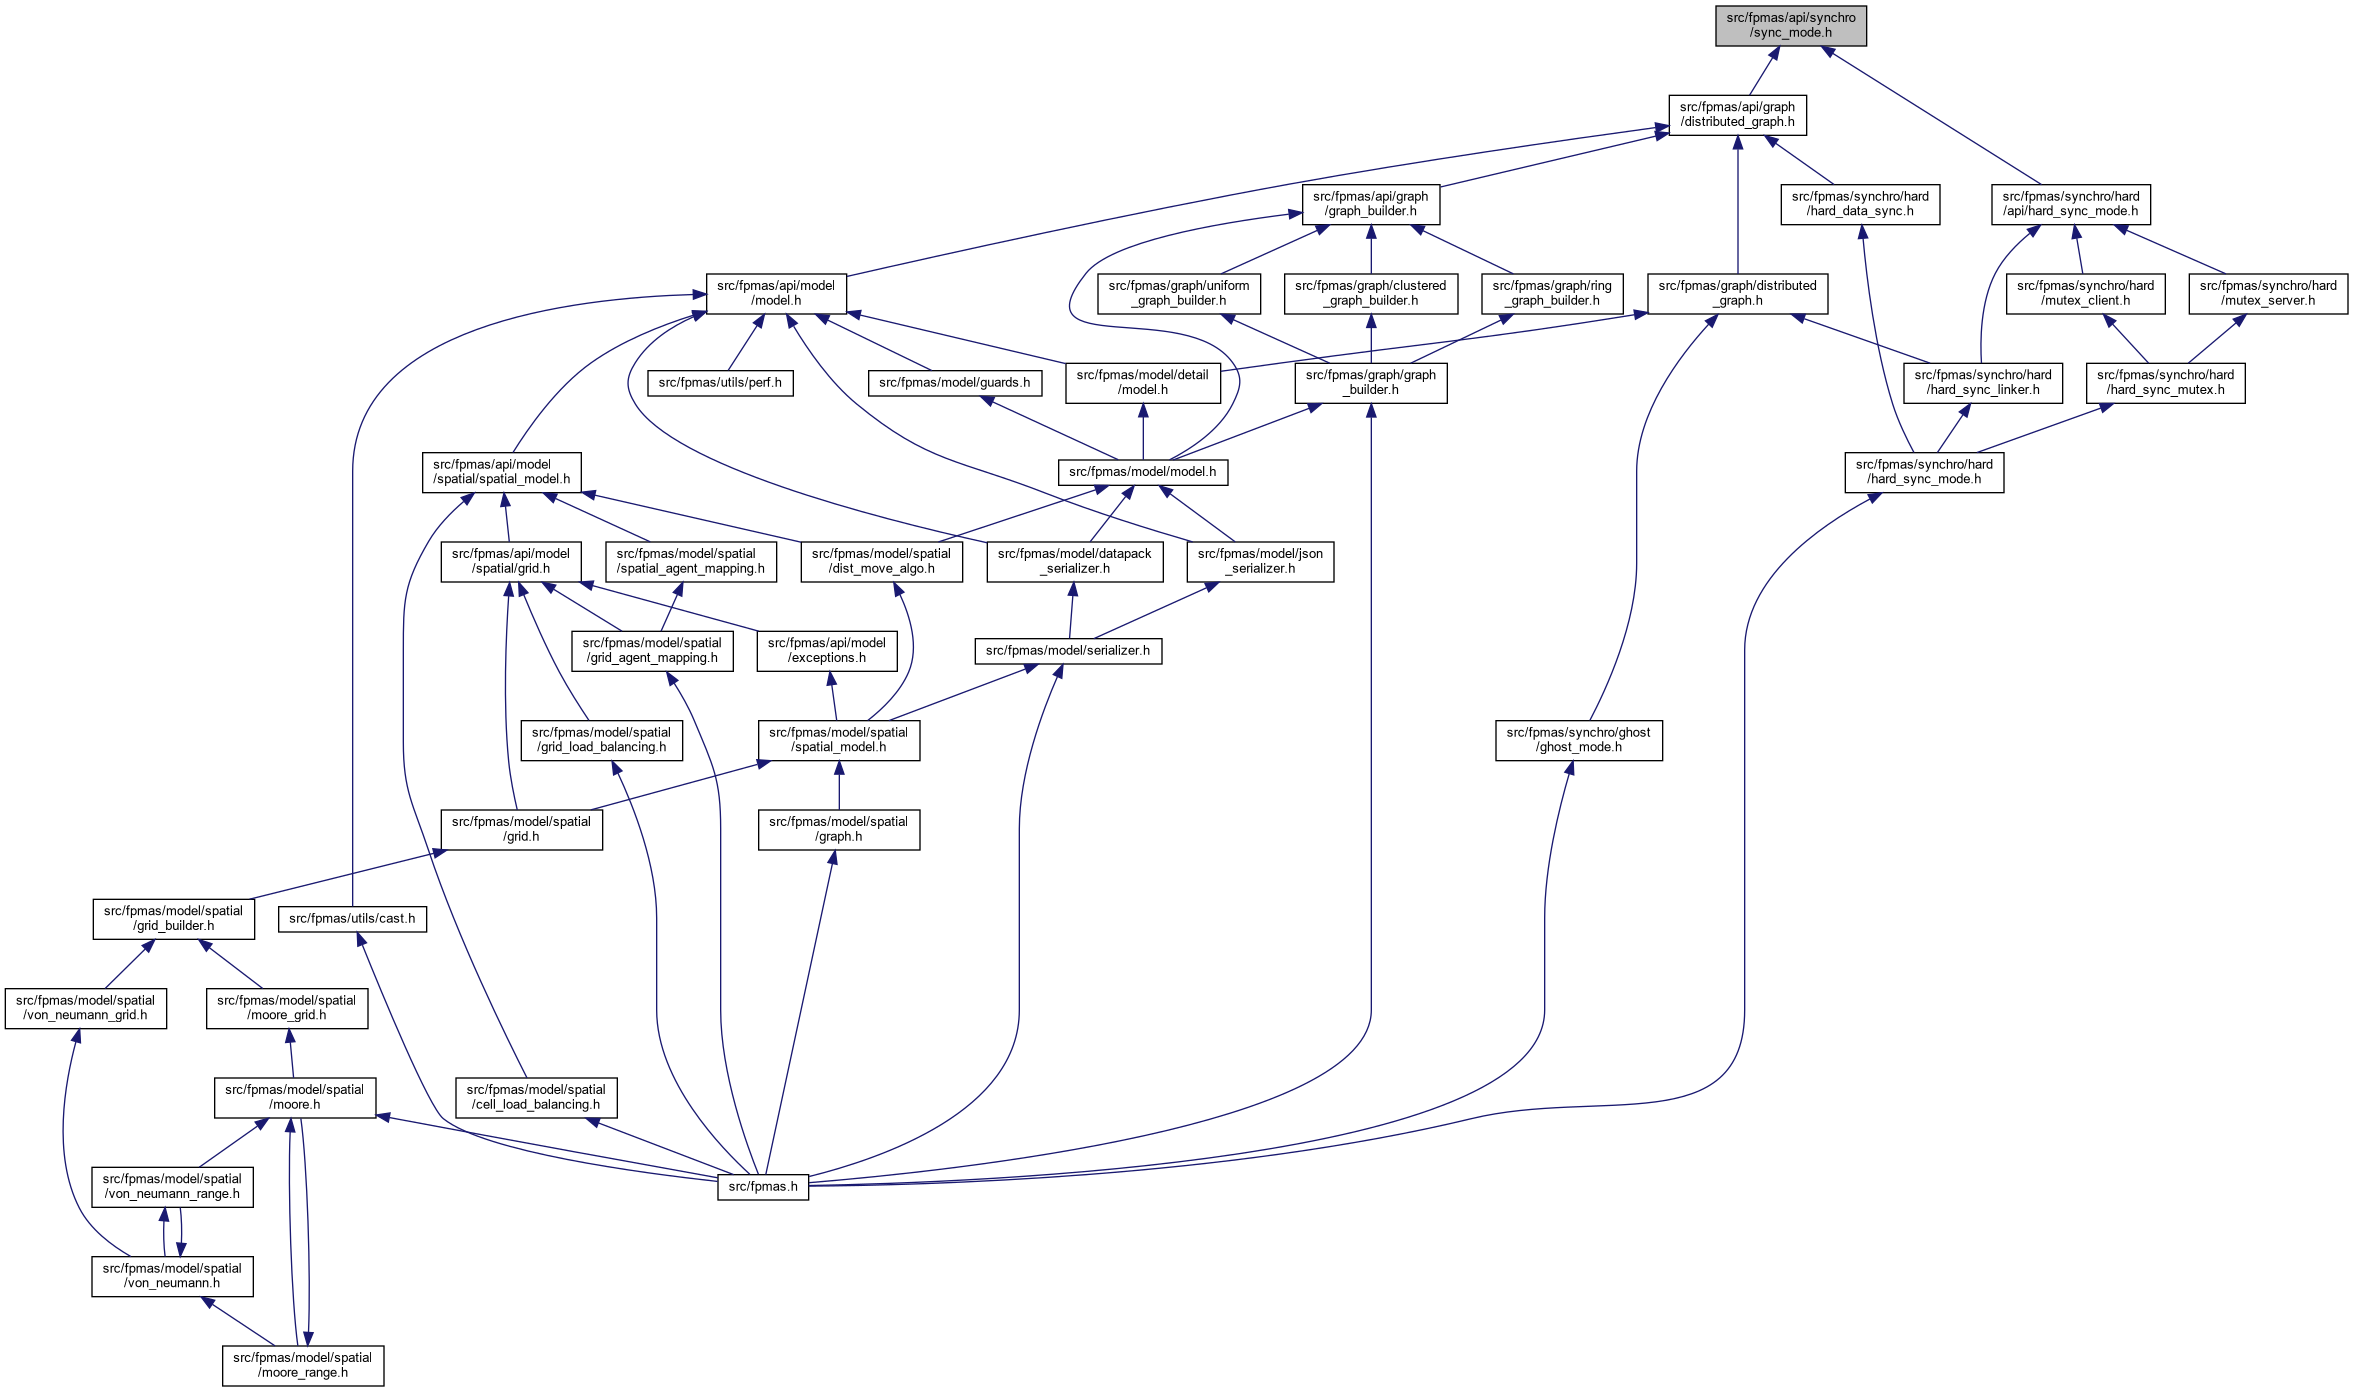 src/fpmas/api/synchro
/sync_mode.h
src/fpmas/api/graph
/distributed_graph.h
src/fpmas/api/graph
/graph_builder.h
src/fpmas/synchro/hard
/hard_data_sync.h
src/fpmas/synchro/hard
/api/hard_sync_mode.h
src/fpmas/api/model
/model.h
src/fpmas/graph/uniform
_graph_builder.h
src/fpmas/graph/clustered
_graph_builder.h
src/fpmas/graph/ring
_graph_builder.h
src/fpmas/graph/distributed
_graph.h
src/fpmas/synchro/hard
/mutex_client.h
src/fpmas/synchro/hard
/mutex_server.h
src/fpmas/utils/perf.h
src/fpmas/model/guards.h
src/fpmas/model/detail
/model.h
src/fpmas/graph/graph
_builder.h
src/fpmas/synchro/hard
/hard_sync_linker.h
src/fpmas/synchro/hard
/hard_sync_mutex.h
src/fpmas/api/model
/spatial/spatial_model.h
src/fpmas/model/model.h
src/fpmas/synchro/hard
/hard_sync_mode.h
src/fpmas/api/model
/spatial/grid.h
src/fpmas/model/spatial
/spatial_agent_mapping.h
src/fpmas/model/spatial
/dist_move_algo.h
src/fpmas/model/datapack
_serializer.h
src/fpmas/model/json
_serializer.h
src/fpmas/model/spatial
/grid_agent_mapping.h
src/fpmas/api/model
/exceptions.h
src/fpmas/model/serializer.h
src/fpmas/model/spatial
/grid_load_balancing.h
src/fpmas/model/spatial
/spatial_model.h
src/fpmas/synchro/ghost
/ghost_mode.h
src/fpmas/model/spatial
/grid.h
src/fpmas/model/spatial
/graph.h
src/fpmas/model/spatial
/grid_builder.h
src/fpmas/utils/cast.h
src/fpmas/model/spatial
/von_neumann_grid.h
src/fpmas/model/spatial
/moore_grid.h
src/fpmas/model/spatial
/moore.h
src/fpmas/model/spatial
/cell_load_balancing.h
src/fpmas/model/spatial
/von_neumann_range.h
src/fpmas.h
src/fpmas/model/spatial
/von_neumann.h
src/fpmas/model/spatial
/moore_range.h